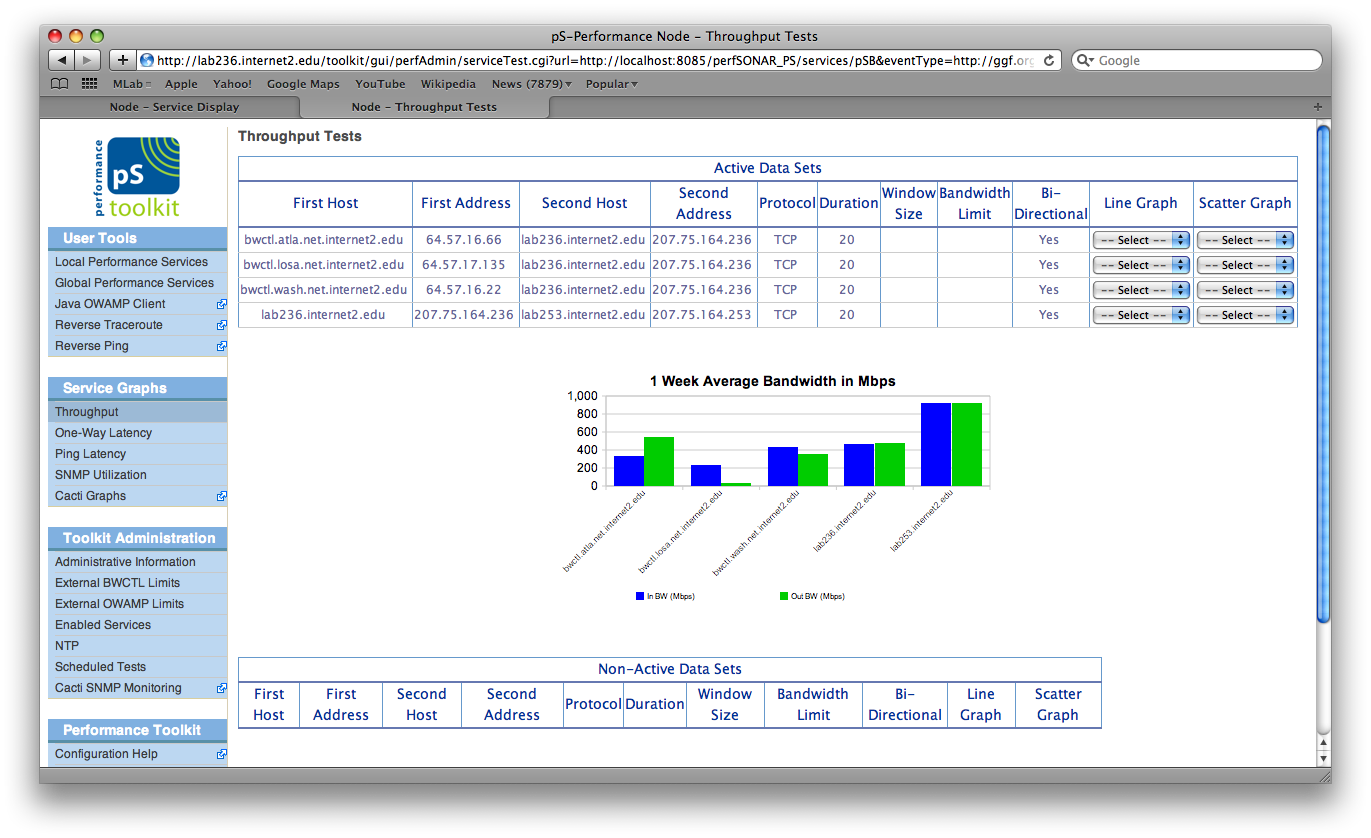 pS-Performance Node - Throughput Tests
http://lab236.internet2.edu/toolkit/gui/perfAdmin/serviceTest.cgi?url=http://localhost:8085/perfSONAR_PS/services/pSB&eventType=http://ggf.org
Google
MLab Apple Yahoo! Google Maps YouTube Wikipedia News (7879) Popular
Node - Service Display Node - Throughput Tests
performance
pS
toolkit
User Tools
Local Performance Services
Global Performance Services
Java OWAMP Client
Reverse Traceroute
Reverse Ping
Service Graphs
Throughput
One-Way Latency
Ping Latency
SNMP Utilization
Cacti Graphs
Toolkit Administration
Administrative Information
External BWCTL Limits
External OWAMP Limits
Enabled Services
NTP
Scheduled Tests
Cacti SNMP Monitoring
Performance Toolkit
Configuration Help
Throughput Tests
Active Data Sets
First Host First Address Second Host Second Address Protocol Duration Window Size Bandwidth Limit Bi-Directional Line Graph Scatter Graph
bwctl.atla.net.internet2.edu 64.57.16.66 lab236.internet2.edu 207.75.164.236 TCP 20 Yes -- Select -- -- Select --
bwctl.losa.net.internet2.edu 64.57.17.135 lab236.internet2.edu 207.75.164.236 TCP 20 Yes -- Select -- -- Select --
bwctl.wash.net.internet2.edu 64.57.16.22 lab236.internet2.edu 207.75.164.236 TCP 20 Yes -- Select -- -- Select --
lab236.internet2.edu 207.75.164.236 lab253.internet2.edu 207.75.164.253 TCP 20 Yes -- Select -- -- Select --
1 Week Average Bandwidth in Mbps
1,000
800
600
400
200
0
bwctl.atla.net.internet2.edu
bwctl.losa.net.internet2.edu
bwctl.wash.net.internet2.edu
lab236.internet2.edu
lab253.internet2.edu
In BW (Mbps) Out BW (Mbps)
Non-Active Data Sets
First Host First Address Second Host Second Address Protocol Duration Window Size Bandwidth Limit Bi-Directional Line Graph Scatter Graph